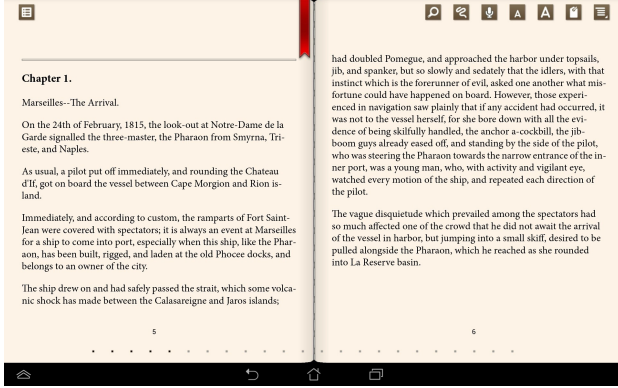 Chapter 1.
Marseilles--The Arrival.
On the 24th of February, 1815, the look-out at Notre-Dame de la
Garde signalled the three-master, the Pharaon from Smyrna, Tri-
este, and Naples.
As usual, a pilot put off immediately, and rounding the Chateau
d'If, got on board the vessel between Cape Morgion and Rion is-
land.
Immediately, and according to custom, the ramparts of Fort Saint-
Jean were covered with spectators; it is always an event at Marseilles
for a ship to come into port, especially when this ship, like the Phar-
aon, has been built, rigged, and laden at the old Phocee docks, and
belongs to an owner of the city.
The ship drew on and had safely passed the strait, which some volca-
nic shock has made between the Calasareigne and Jaros islands;
5
had doubled Pomegue, and approached the harbor under topsails,
jib, and spanker, but so slowly and sedately that the idlers, with that
instinct which is the forerunner of evil, asked one another what mis-
fortune could have happened on board. However, those experi-
enced in navigation saw plainly that if any accident had occurred, it
was not to the vessel herself, for she bore down with all the evi-
dence of being skilfully handled, the anchor a-cockbill, the jib-
boom guys already eased off, and standing by the side of the pilot,
who was steering the Pharaon towards the narrow entrance of the in-
ner port, was a young man, who, with activity and vigilant eye,
watched every motion of the ship, and repeated each direction of
the pilot.
The vague disquietude which prevailed among the spectators had
so much affected one of the crowd that he did not await the arrival
of the vessel in harbor, but jumping into a small skiff, desired to be
pulled alongside the Pharaon, which he reached as she rounded
into La Reserve basin.
6
A A